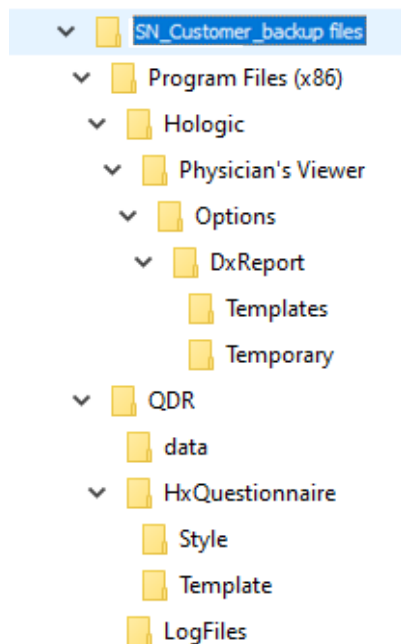 SN_Customer_backup files
Program Files (x86)
Hologic
Physician's Viewer
Options
DxReport
Templates
Temporary
QDR
data
HxQuestionnaire
Style
Template
LogFiles